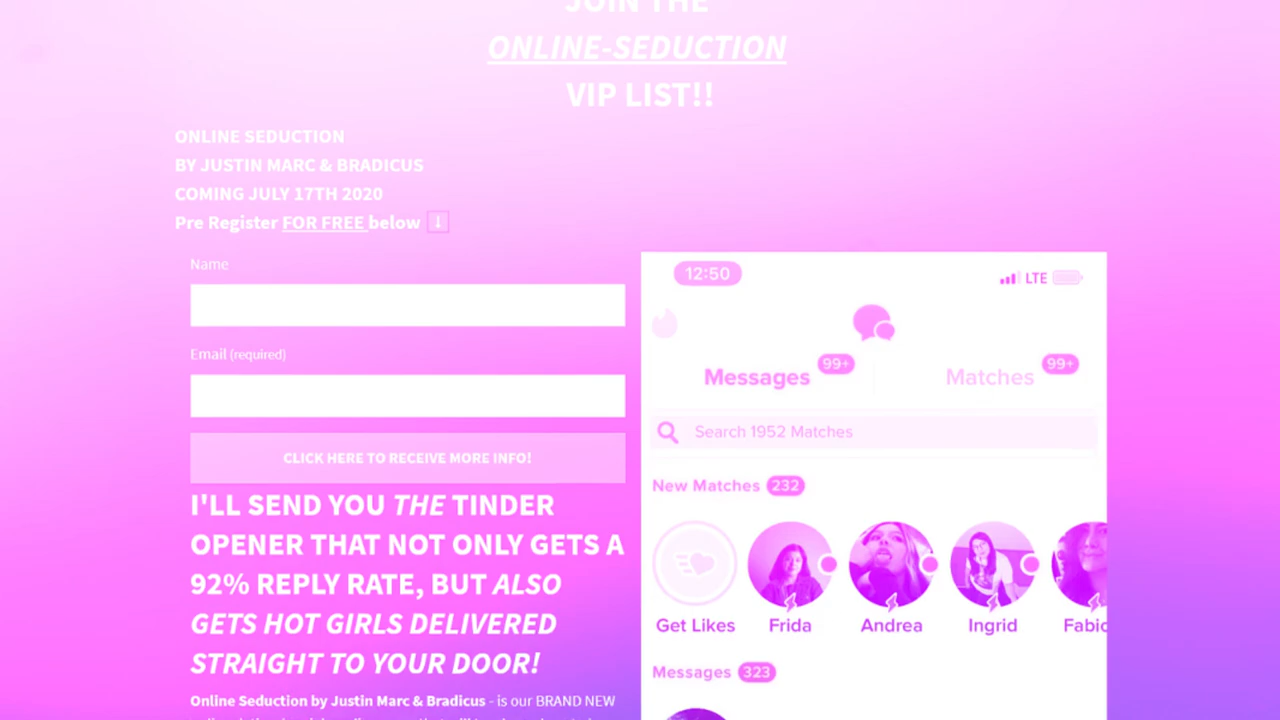 JOIN THE
ONLINE-SEDUCTION
VIP LIST!!
ONLINE SEDUCTION
BY JUSTIN MARC & BRADICUS
COMING JULY 17TH 2020
Pre Register FOR FREE below
Name
Email (required)
CLICK HERE TO RECEIVE MORE INFO!
I'LL SEND YOU THE TINDER
OPENER THAT NOT ONLY GETS A
92% REPLY RATE, BUT ALSO
GETS HOT GIRLS DELIVERED
STRAIGHT TO YOUR DOOR!
Online Seduction by Justin Marc & Bradicus - is our BRAND NEW
12:50
LTE
Messages 99+
Matches 99+
Search 1952 Matches
New Matches 232
Get Likes
Frida
Andrea
Ingrid
Fabio
Messages 323